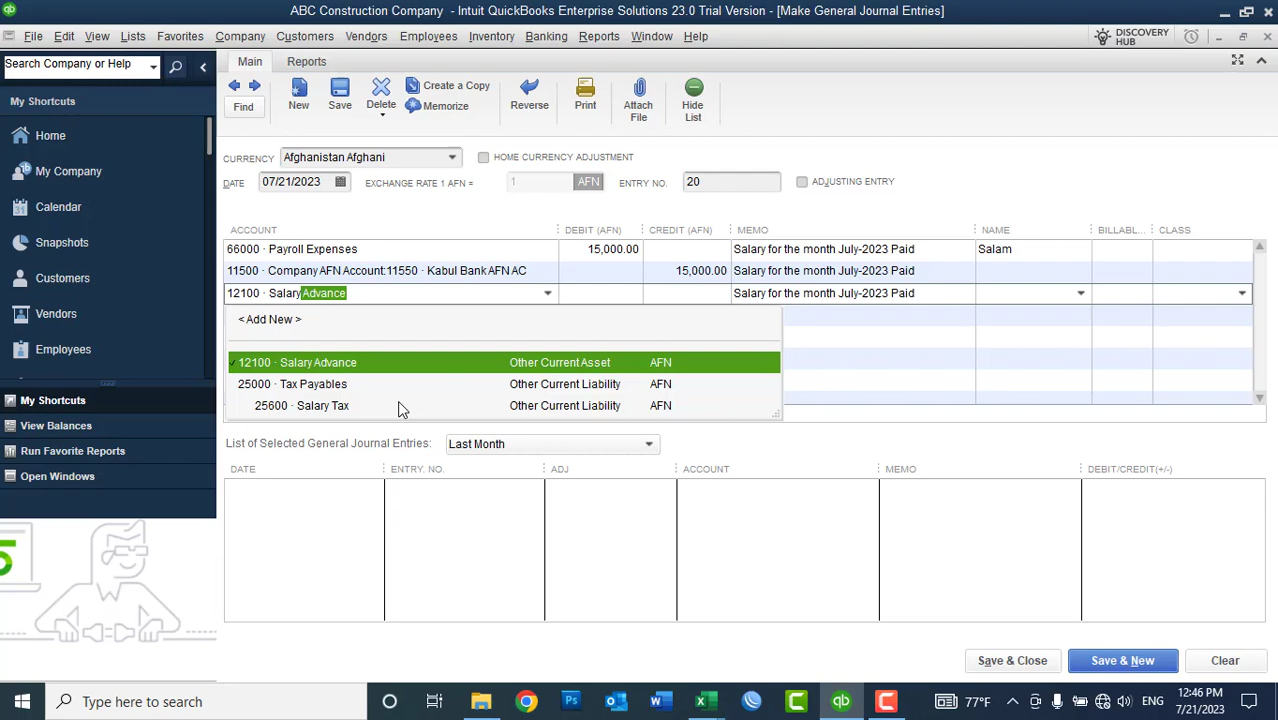 ABC Construction Company - Intuit QuickBooks Enterprise Solutions 23.0 Trial Version - [Make General Journal Entries]
File Edit View Lists Favorites Company Customers Vendors Employees Inventory Banking Reports Window Help
DISCOVERY
HUB
Search Company or Help
My Shortcuts
Home
My Company
Calendar
Snapshots
Customers
Vendors
Employees
My Shortcuts
View Balances
Run Favorite Reports
Open Windows
Main Reports
Find
New
Save
Delete
Create a Copy
Memorize
Reverse
Print
Attach
File
Hide
List
CURRENCY Afghanistan Afghani HOME CURRENCY ADJUSTMENT
DATE 07/21/2023 EXCHANGE RATE 1 AFN = 1 AFN ENTRY NO. 20 ADJUSTING ENTRY
ACCOUNT DEBIT (AFN) CREDIT (AFN) MEMO NAME BILLABL... CLASS
66000 · Payroll Expenses 15,000.00 Salary for the month July-2023 Paid Salam
11500 · Company AFN Account:11550 · Kabul Bank AFN AC 15,000.00 Salary for the month July-2023 Paid
12100 · Salary Advance Salary for the month July-2023 Paid
< Add New >
✓ 12100 · Salary Advance Other Current Asset AFN
25000 · Tax Payables Other Current Liability AFN
25600 · Salary Tax Other Current Liability AFN
List of Selected General Journal Entries: Last Month
DATE ENTRY. NO. ADJ ACCOUNT MEMO DEBIT/CREDIT(+/-)
Save & Close Save & New Clear
Type here to search
77°F
ENG
12:46 PM
7/21/2023